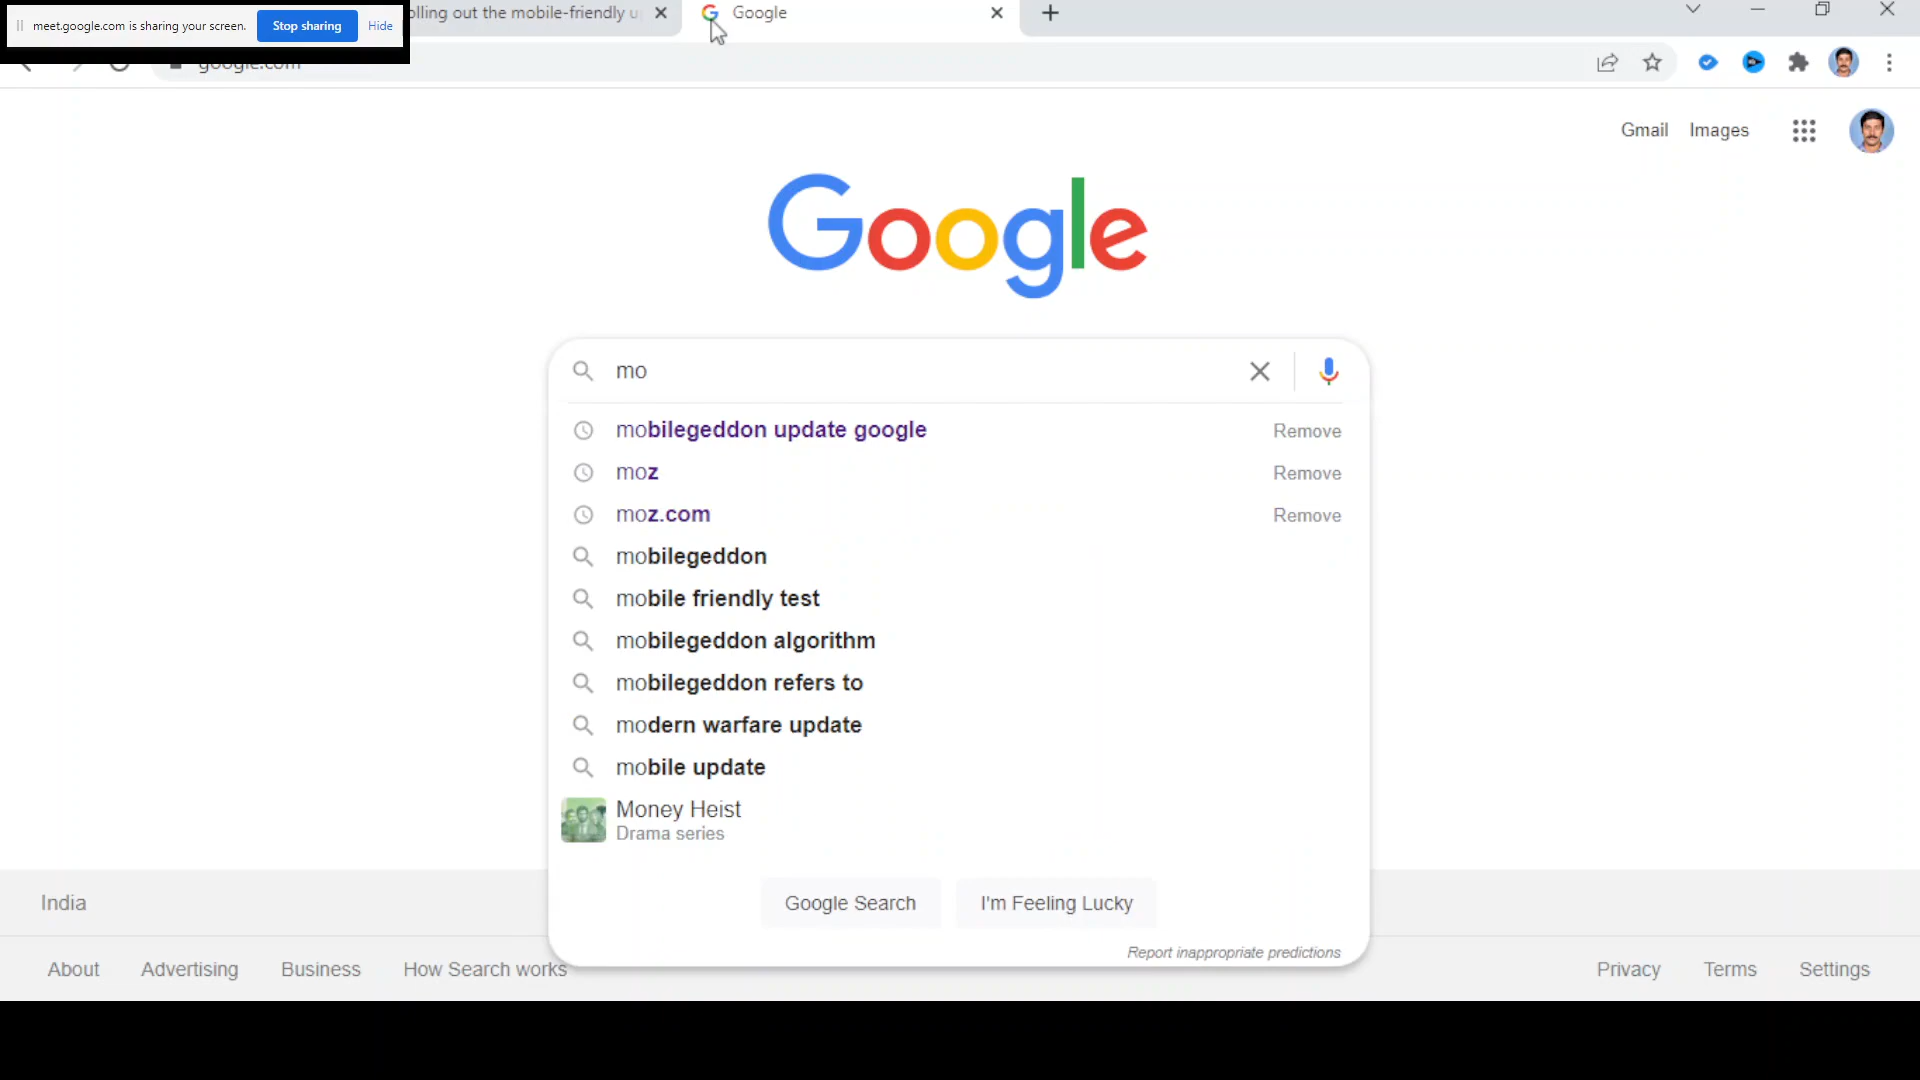 meet.google.com is sharing your screen. Stop sharing Hide
olling out the mobile-friendly u
Google
google.com
Gmail Images
Google
mo
mobilegeddon update google Remove
moz Remove
moz.com Remove
mobilegeddon
mobile friendly test
mobilegeddon algorithm
mobilegeddon refers to
modern warfare update
mobile update
Money Heist
Drama series
Google Search I'm Feeling Lucky
Report inappropriate predictions
India
About Advertising Business How Search works Privacy Terms Settings